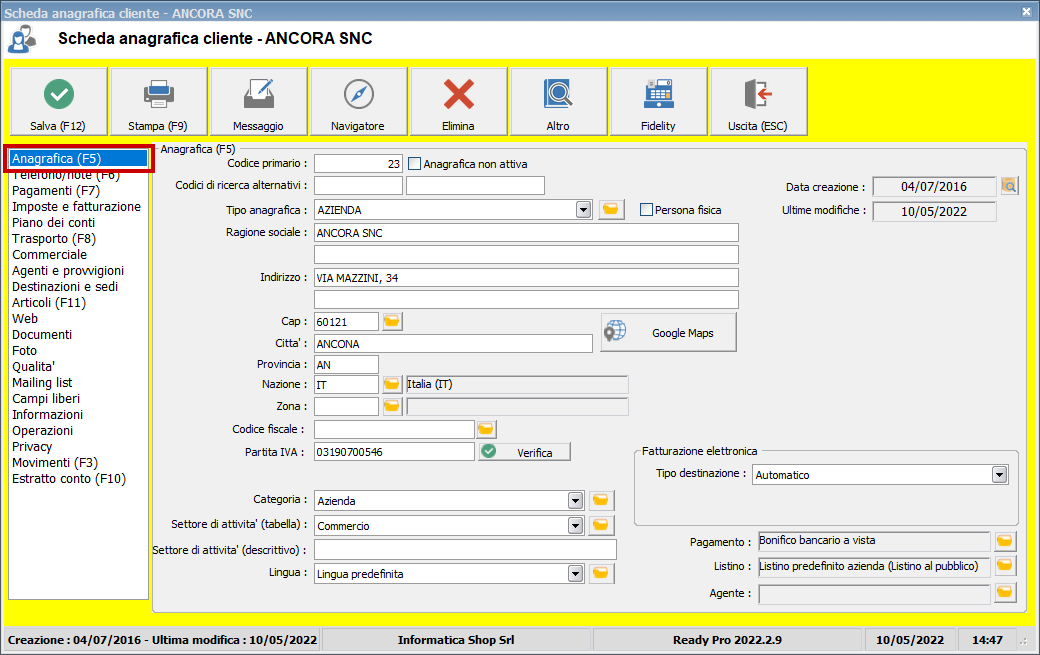 Scheda anagrafica cliente - ANCORA SNC
Scheda anagrafica cliente - ANCORA SNC
Salva (F12)
Stampa (F9)
Messaggio
Navigatore
Elimina
Altro
Fidelity
Uscita (ESC)
Anagrafica (F5)
Telefono/note (F6)
Pagamenti (F7)
Imposte e fatturazione
Piano dei conti
Trasporto (F8)
Commerciale
Agenti e provvigioni
Destinazioni e sedi
Articoli (F11)
Web
Documenti
Foto
Qualita'
Mailing list
Campi liberi
Informazioni
Operazioni
Privacy
Movimenti (F3)
Estratto conto (F10)
Anagrafica (F5)
Codice primario : 23 Anagrafica non attiva
Codici di ricerca alternativi :
Data creazione : 04/07/2016
Tipo anagrafica : AZIENDA Persona fisica
Ultime modifiche : 10/05/2022
Ragione sociale : ANCORA SNC
Indirizzo : VIA MAZZINI, 34
Cap : 60121
Google Maps
Citta' : ANCONA
Provincia : AN
Nazione : IT Italia (IT)
Zona :
Codice fiscale :
Partita IVA : 03190700546 Verifica
Fatturazione elettronica
Tipo destinazione : Automatico
Categoria : Azienda
Settore di attivita' (tabella) : Commercio
Settore di attivita' (descrittivo) :
Lingua : Lingua predefinita
Pagamento : Bonifico bancario a vista
Listino : Listino predefinito azienda (Listino al pubblico)
Agente :
Creazione : 04/07/2016 - Ultima modifica : 10/05/2022
Informatica Shop Srl
Ready Pro 2022.2.9
10/05/2022
14:47